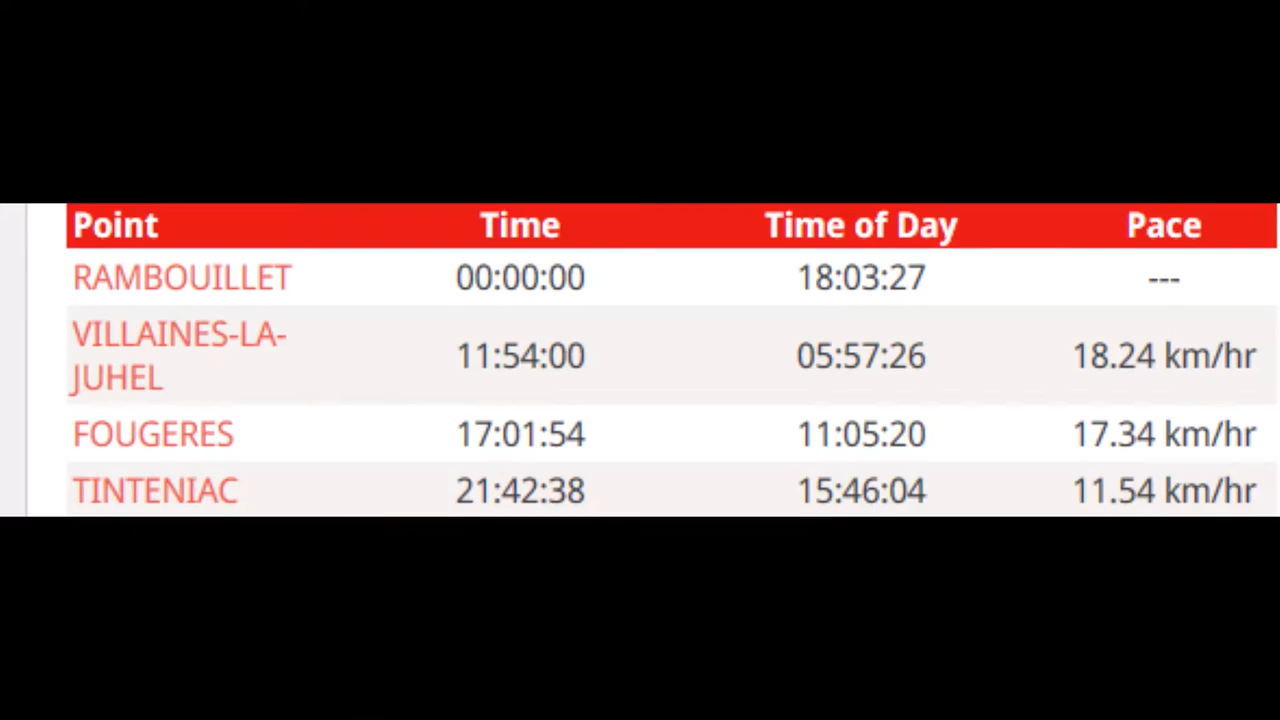 Point Time Time of Day Pace
RAMBOUILLET 00:00:00 18:03:27 ---
VILLAINES-LA-
JUHEL 11:54:00 05:57:26 18.24 km/hr
FOUGERES 17:01:54 11:05:20 17.34 km/hr
TINTENIAC 21:42:38 15:46:04 11.54 km/hr